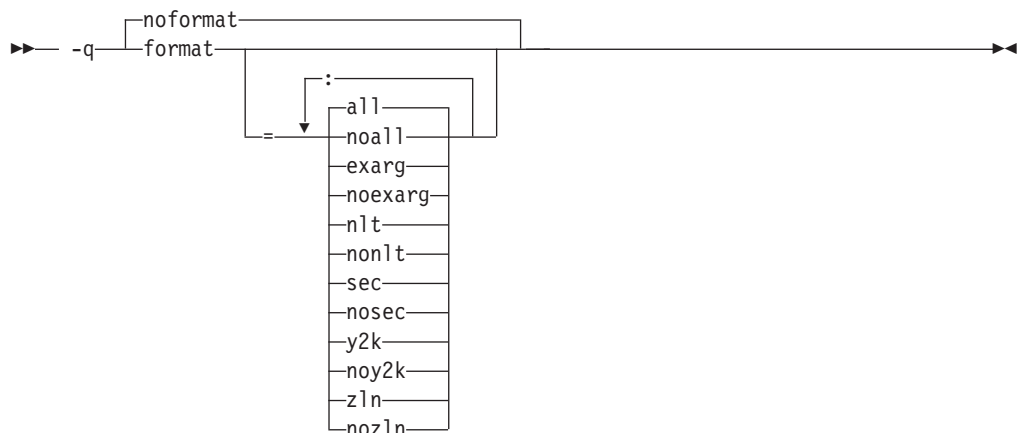 noformat
-q format
:
all
= noall
exarg
noexarg
nlt
nonlt
sec
nosec
y2k
noy2k
zln
nozln